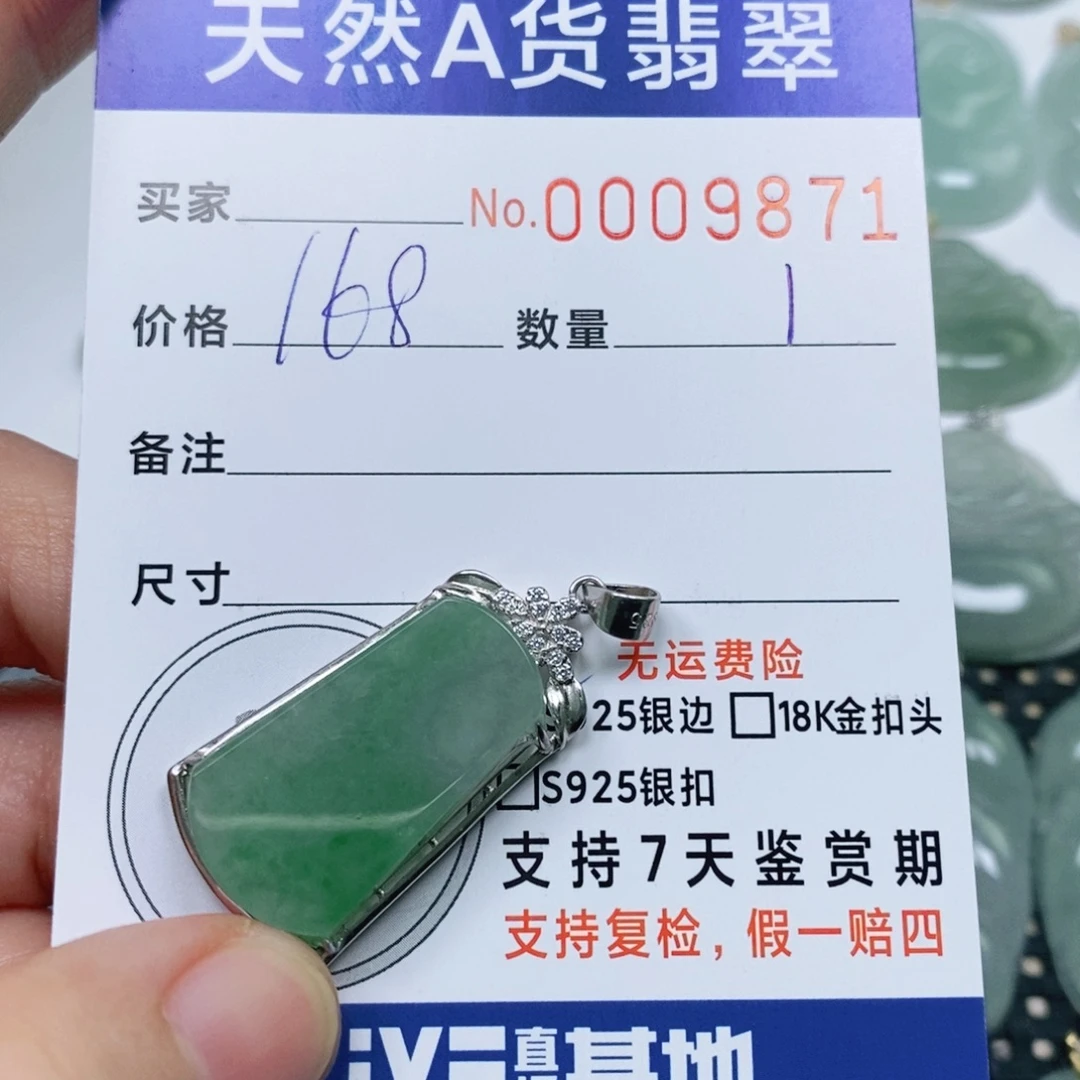 天然A货翡翠
买家 No.0009871
价格 168 数量 1
备注
尺寸
无运费险
25银边 □18K金扣头
□S925银扣
支持7天鉴赏期
支持复检，假一赔四
基地